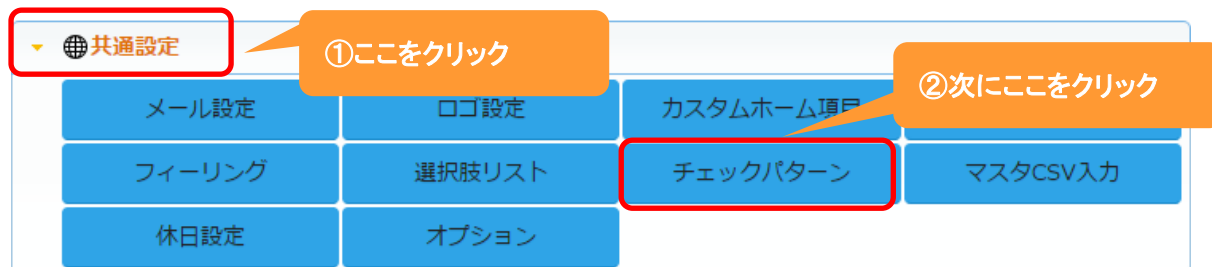 共通設定
①ここをクリック
②次にここをクリック
メール設定
ロゴ設定
カスタムホーム項目
フィーリング
選択肢リスト
チェックパターン
マスタCSV入力
休日設定
オプション